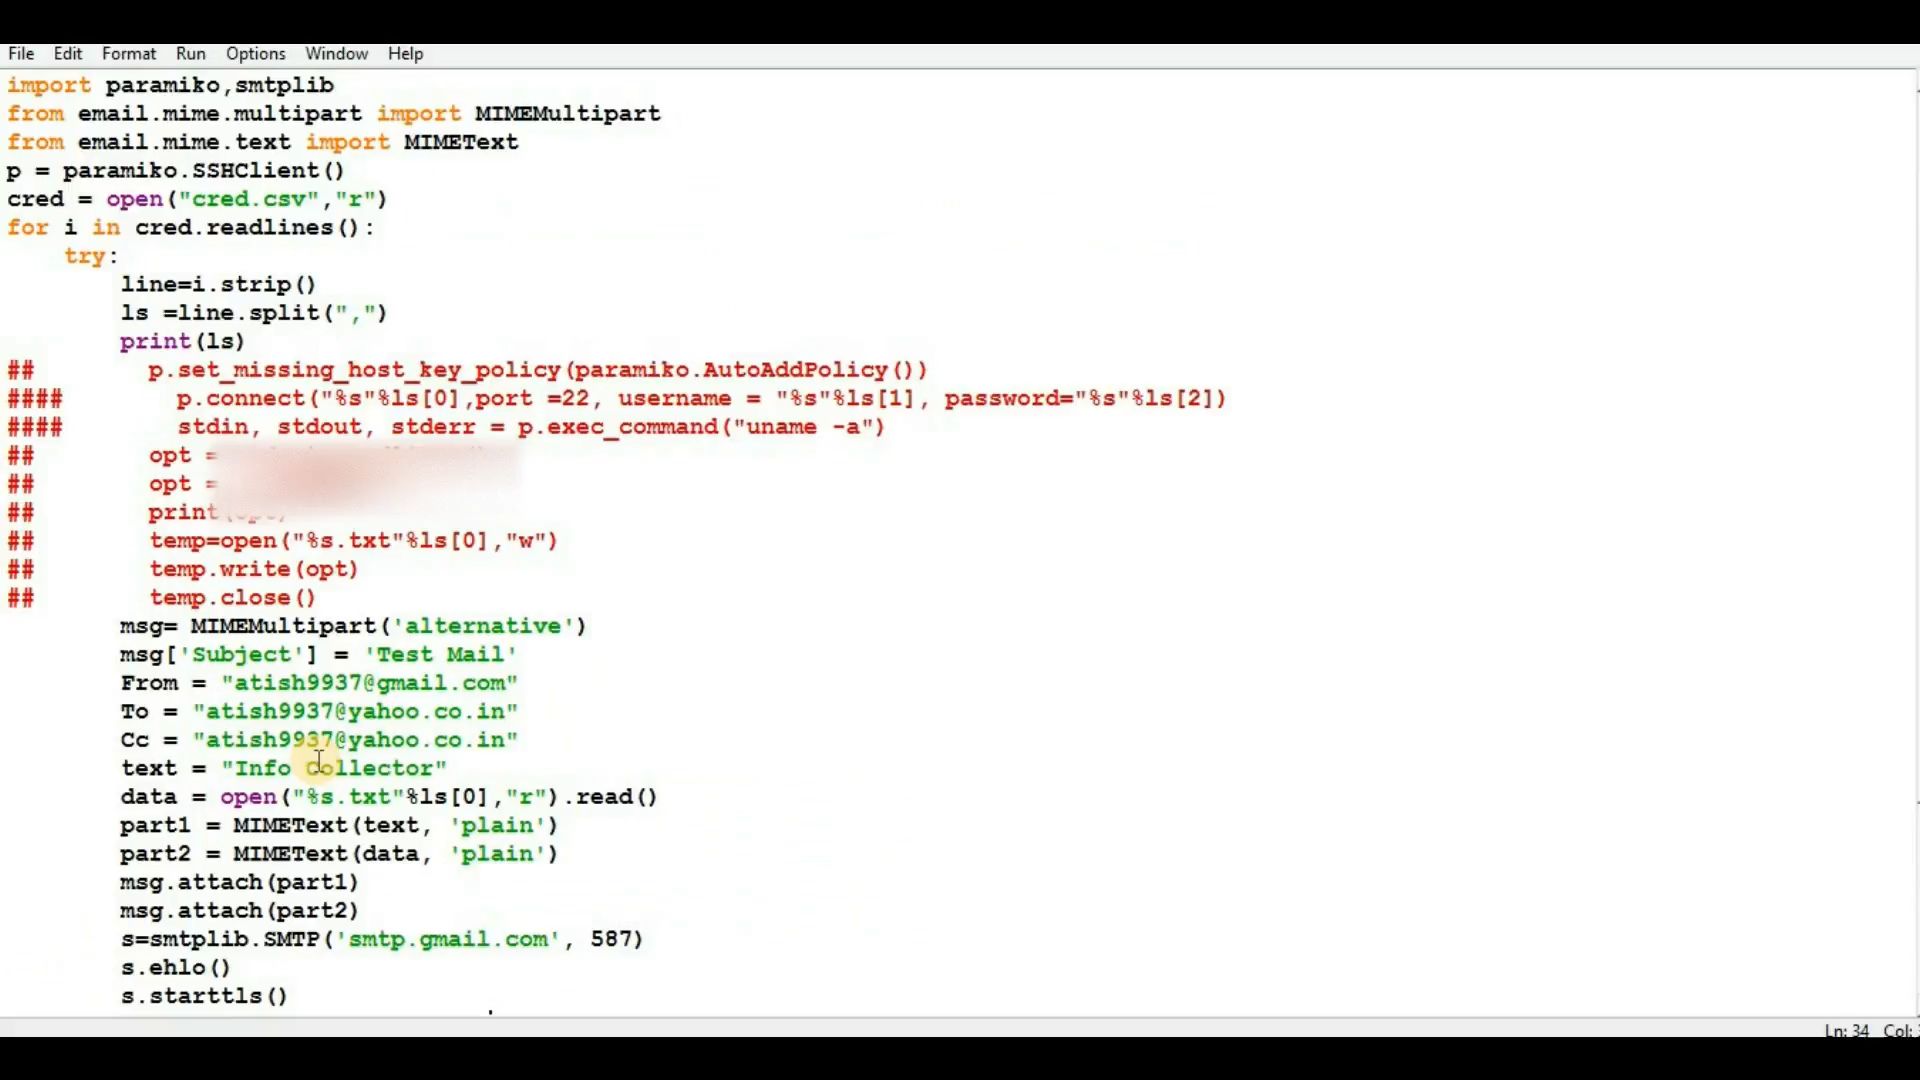 File Edit Format Run Options Window Help
import paramiko,smtplib
from email.mime.multipart import MIMEMultipart
from email.mime.text import MIMEText
p = paramiko.SSHClient()
cred = open("cred.csv","r")
for i in cred.readlines():
    try:
        line=i.strip()
        ls =line.split(",")
        print(ls)
##        p.set_missing_host_key_policy(paramiko.AutoAddPolicy())
####        p.connect("%s"%ls[0],port =22, username = "%s"%ls[1], password="%s"%ls[2])
####        stdin, stdout, stderr = p.exec_command("uname -a")
##        opt =
##        opt =
##        print
##        temp=open("%s.txt"%ls[0],"w")
##        temp.write(opt)
##        temp.close()
        msg= MIMEMultipart('alternative')
        msg['Subject'] = 'Test Mail'
        From = "atish9937@gmail.com"
        To = "atish9937@yahoo.co.in"
        Cc = "atish9937@yahoo.co.in"
        text = "Info Collector"
        data = open("%s.txt"%ls[0],"r").read()
        part1 = MIMEText(text, 'plain')
        part2 = MIMEText(data, 'plain')
        msg.attach(part1)
        msg.attach(part2)
        s=smtplib.SMTP('smtp.gmail.com', 587)
        s.ehlo()
        s.starttls()
Ln: 34 Col: